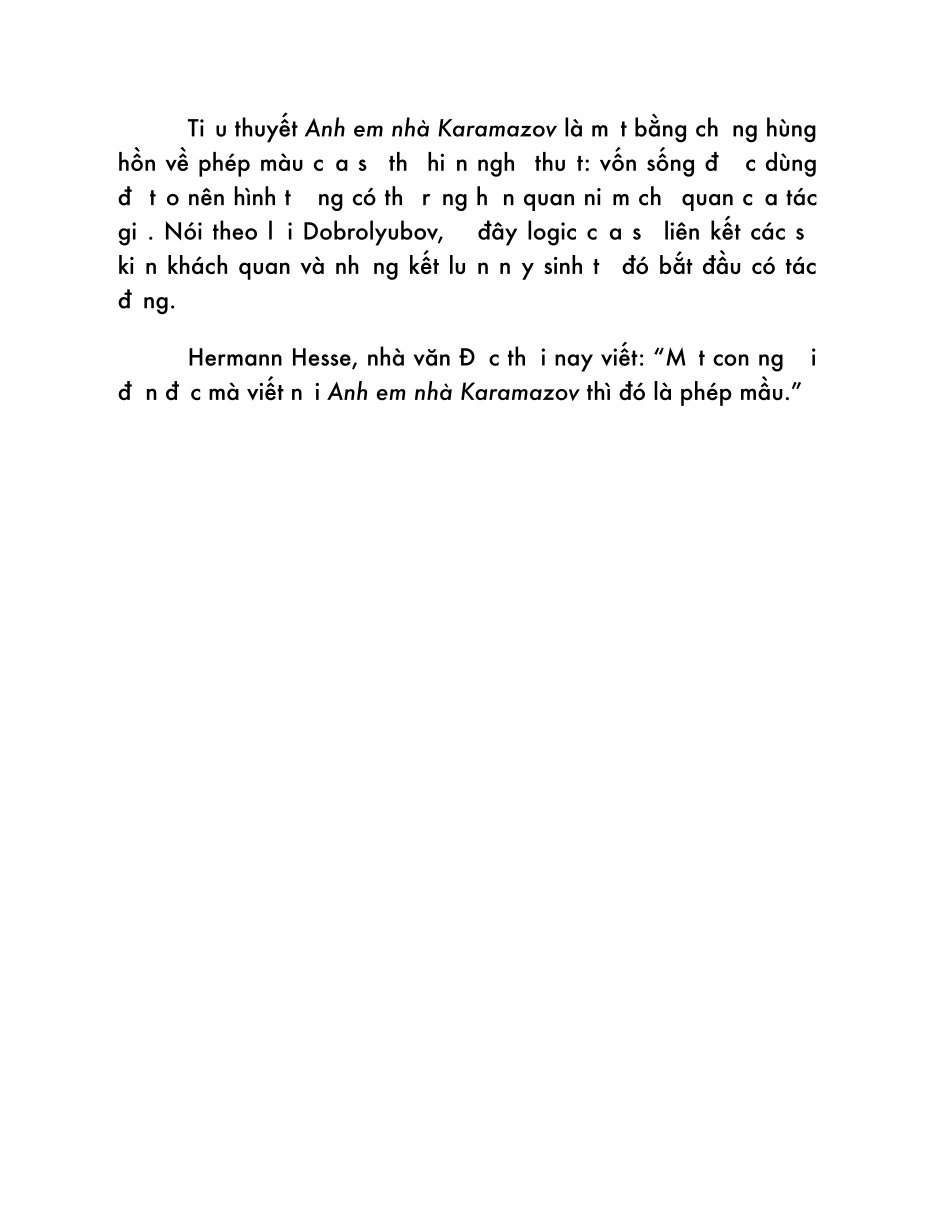 Ti u thuyết Anh em nhà Karamazov là m t bằng ch ng hùng
hồn về phép màu c a s th hi n ngh thu t: vốn sống đ c dùng
đ t o nên hình t ng có th r ng h n quan ni m ch quan c a tác
gi . Nói theo l i Dobrolyubov, đây logic c a s liên kết các s
ki n khách quan và nh ng kết lu n n y sinh t đó bắt đầu có tác
đ ng.
Hermann Hesse, nhà văn Đ c th i nay viết: “M t con ng i
đ n đ c mà viết n i Anh em nhà Karamazov thì đó là phép mầu.”